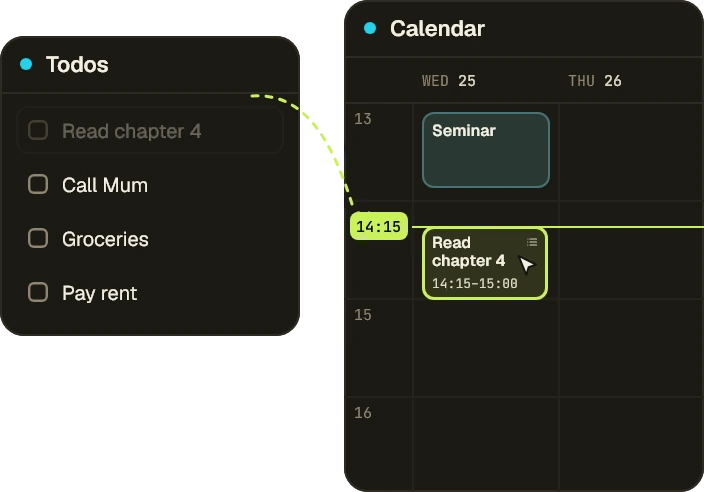 Todos
Read chapter 4
Call Mum
Groceries
Pay rent
Calendar
WED 25
THU 26
13
Seminar
14:15
Read
chapter 4
14:15–15:00
15
16